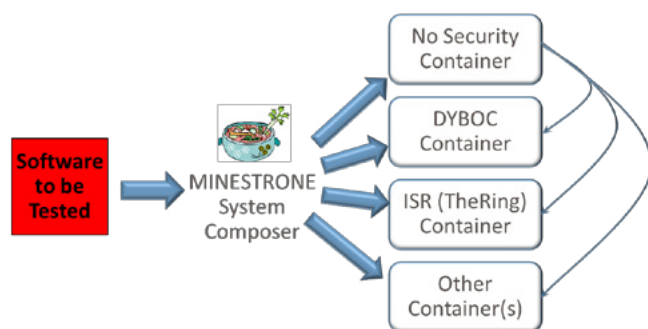 No Security
Container
DYBOC
Container
Software
to be
Tested
MINESTRONE
System
Composer
ISR (TheRing)
Container
Other
Container(s)